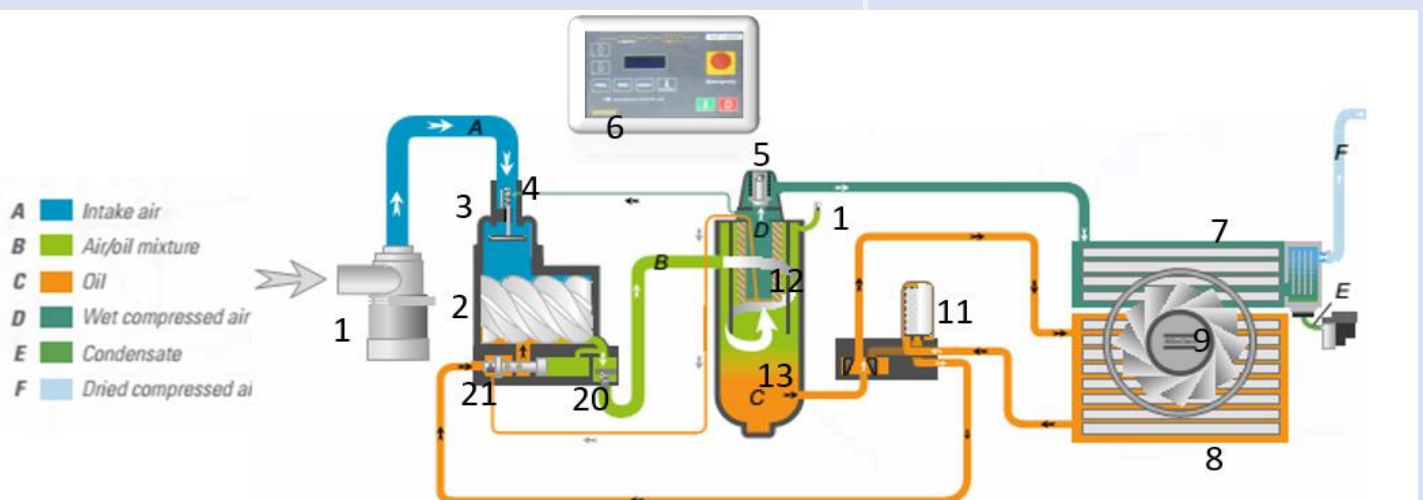 6
A
4
3
5
D
1
B
12
2
1
21
20
13
C
11
7
F
E
9
8
A Intake air
B Air/oil mixture
C Oil
D Wet compressed air
E Condensate
F Dried compressed ai